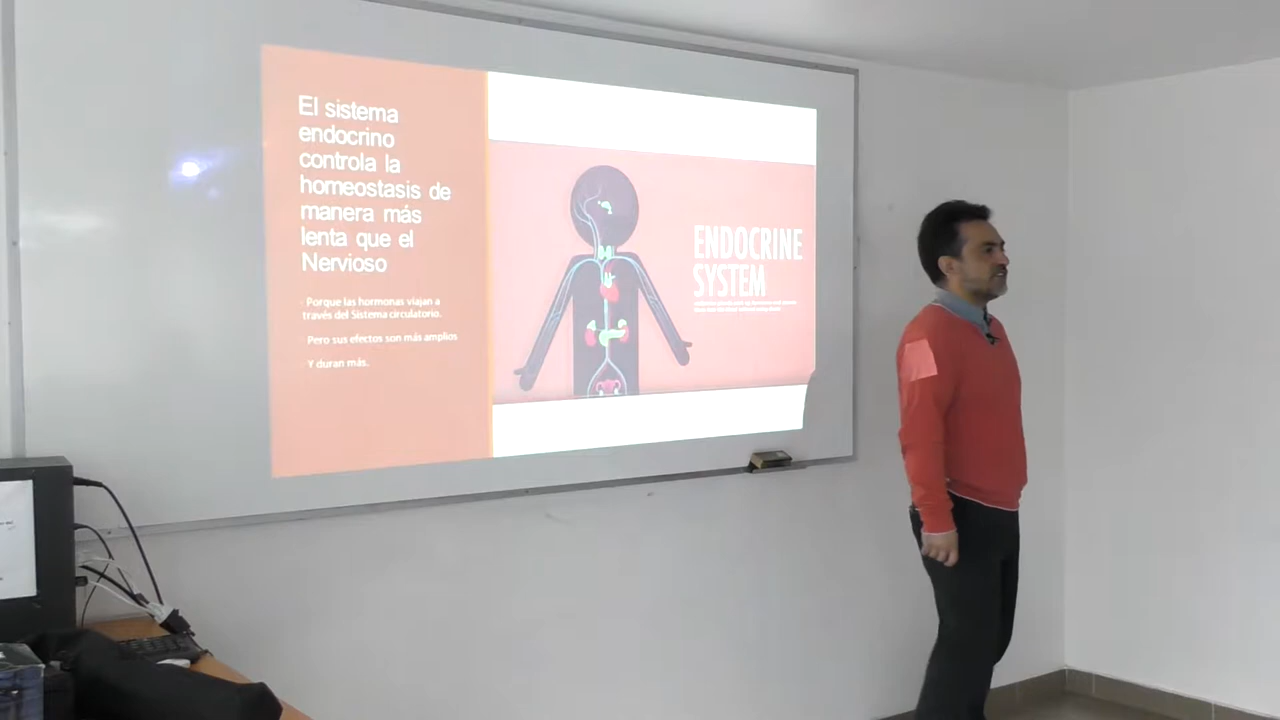 El sistema
endocrino
controla la
homeostasis de
manera más
lenta que el
Nervioso
Porque las hormonas viajan a
través del Sistema circulatorio.
Pero sus efectos son más amplios
Y duran más.
ENDOCRINE
SYSTEM